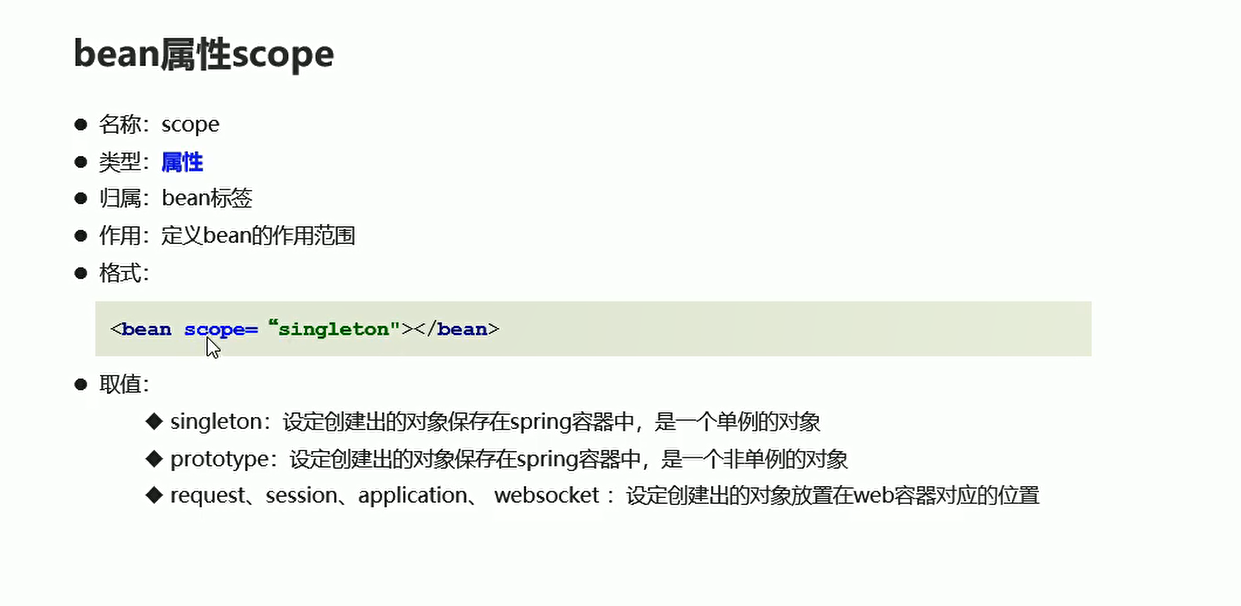 bean属性scope
● 名称：scope
● 类型：属性
● 归属：bean标签
● 作用：定义bean的作用范围
● 格式：
<bean scope=“singleton"></bean>
● 取值：
◆ singleton：设定创建出的对象保存在spring容器中，是一个单例的对象
◆ prototype：设定创建出的对象保存在spring容器中，是一个非单例的对象
◆ request、session、application、 websocket ：设定创建出的对象放置在web容器对应的位置